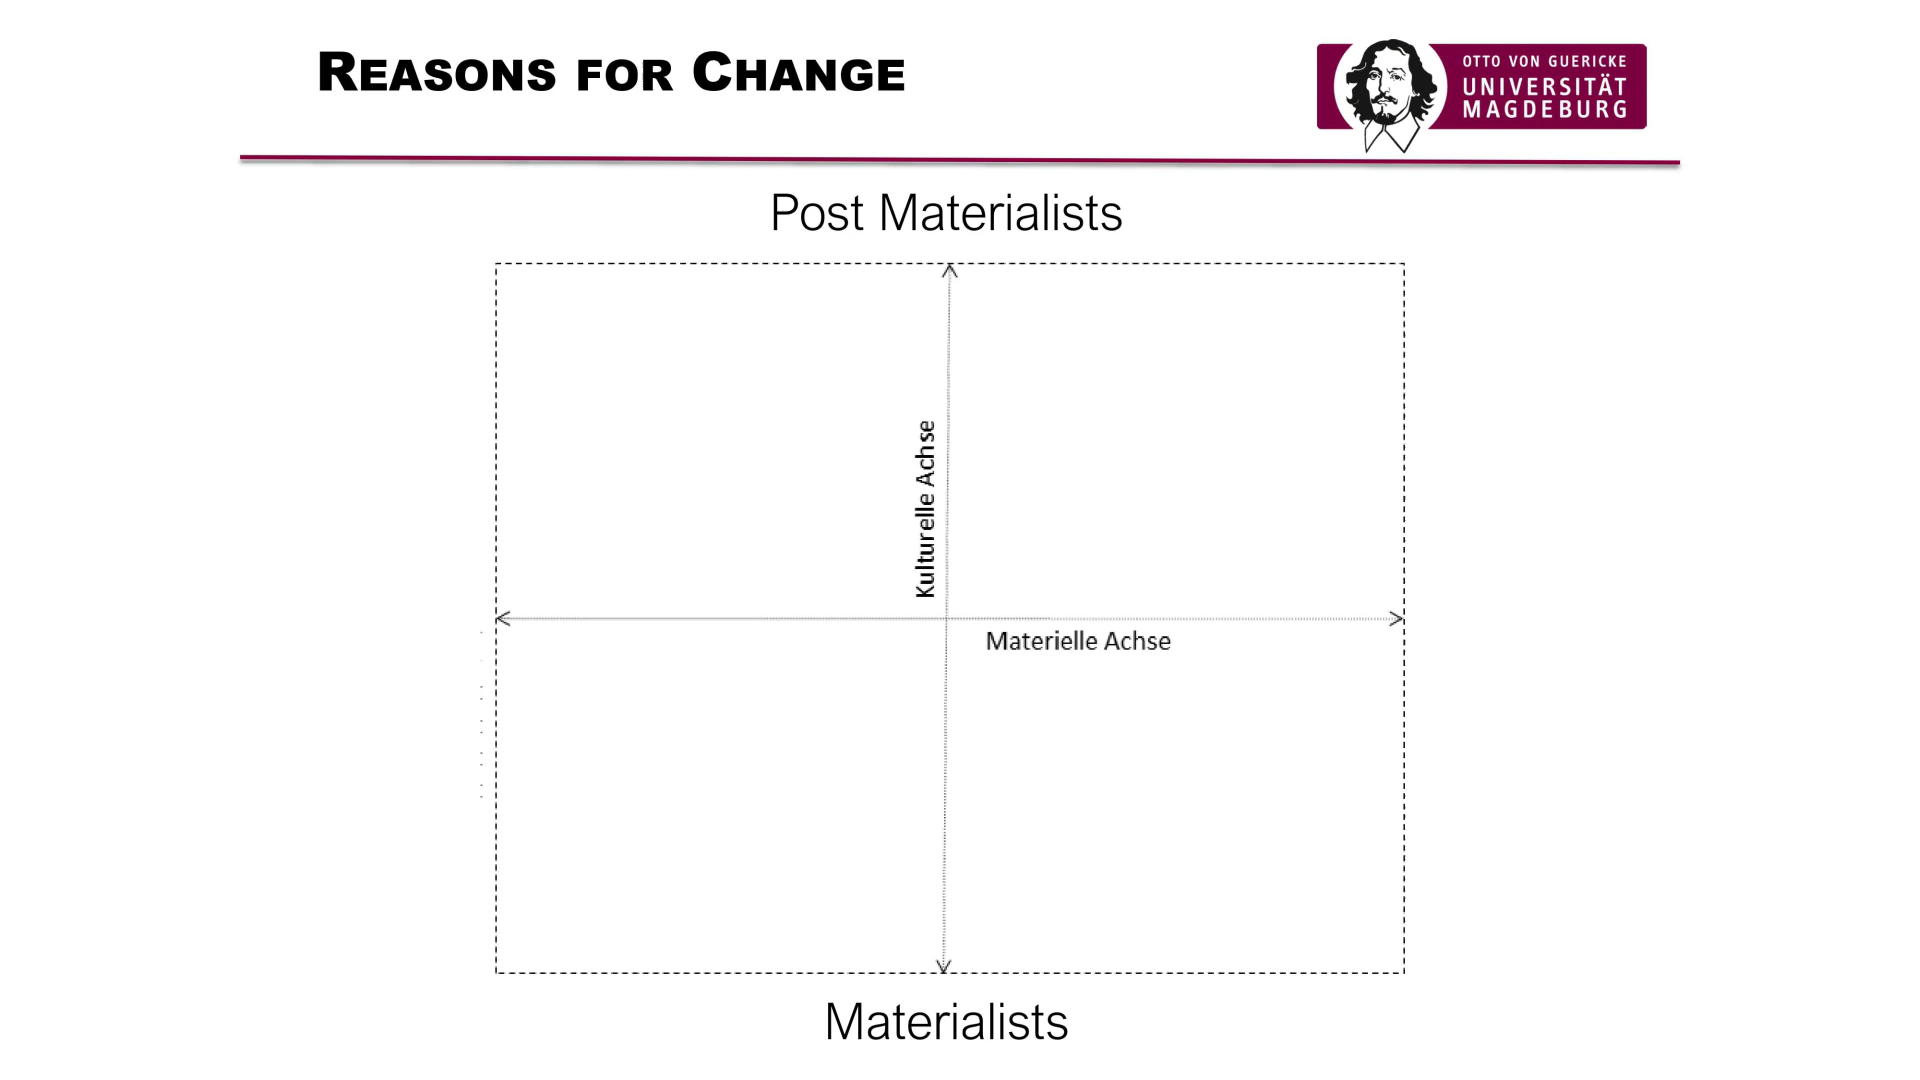 REASONS FOR CHANGE
OTTO VON GUERICKE
UNIVERSITÄT
MAGDEBURG
Post Materialists
Kulturelle Achse
Materielle Achse
Materialists